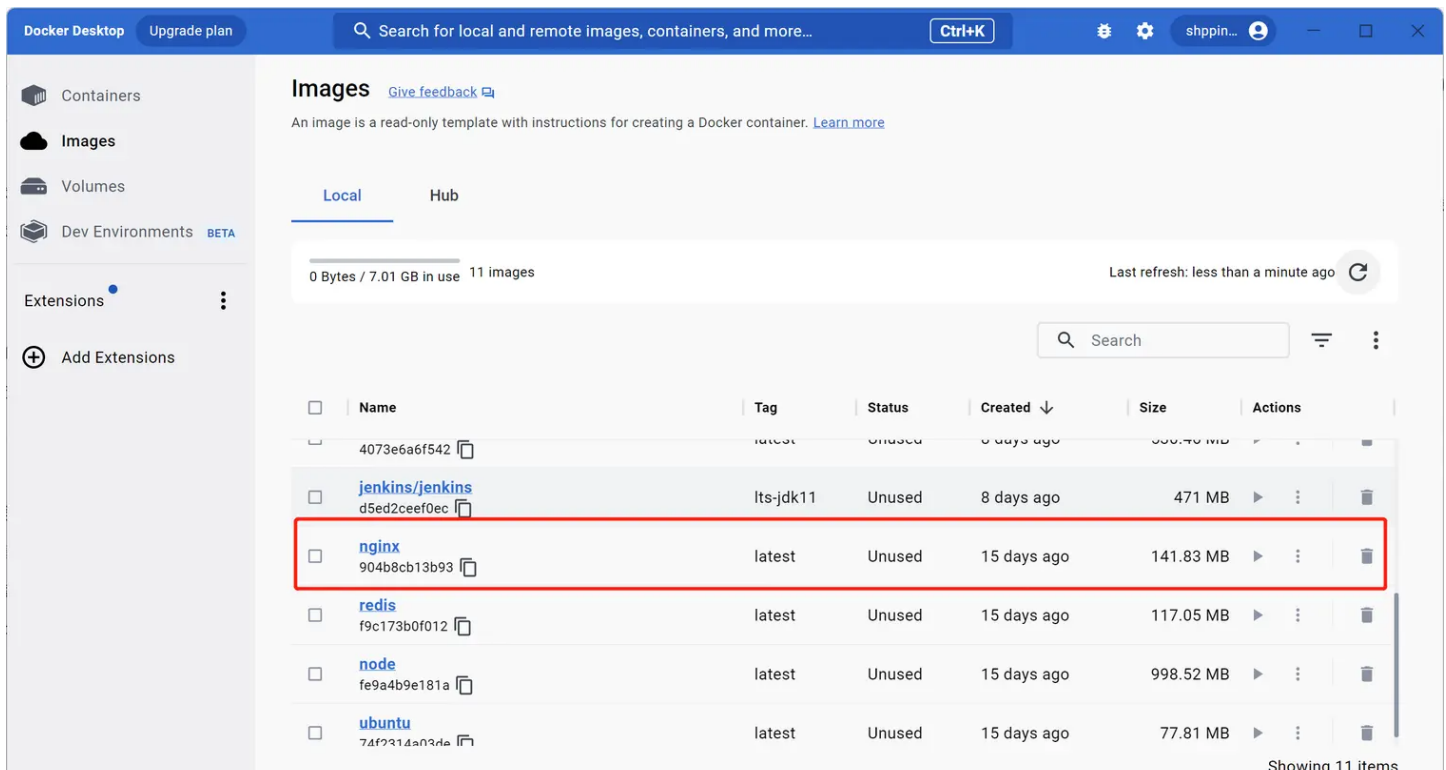 Docker Desktop Upgrade plan Search for local and remote images, containers, and more... Ctrl+K shppin...
Containers
Images
Volumes
Dev Environments BETA
Extensions
Add Extensions
Images Give feedback
An image is a read-only template with instructions for creating a Docker container. Learn more
Local Hub
0 Bytes / 7.01 GB in use 11 images Last refresh: less than a minute ago
Search
Name Tag Status Created Size Actions
latest Unused 8 days ago
4073e6a6f542
jenkins/jenkins
d5ed2ceef0ec lts-jdk11 Unused 8 days ago 471 MB
nginx
904b8cb13b93 latest Unused 15 days ago 141.83 MB
redis
f9c173b0f012 latest Unused 15 days ago 117.05 MB
node
fe9a4b9e181a latest Unused 15 days ago 998.52 MB
ubuntu
74f2314a03de latest Unused 15 days ago 77.81 MB
Showing 11 items